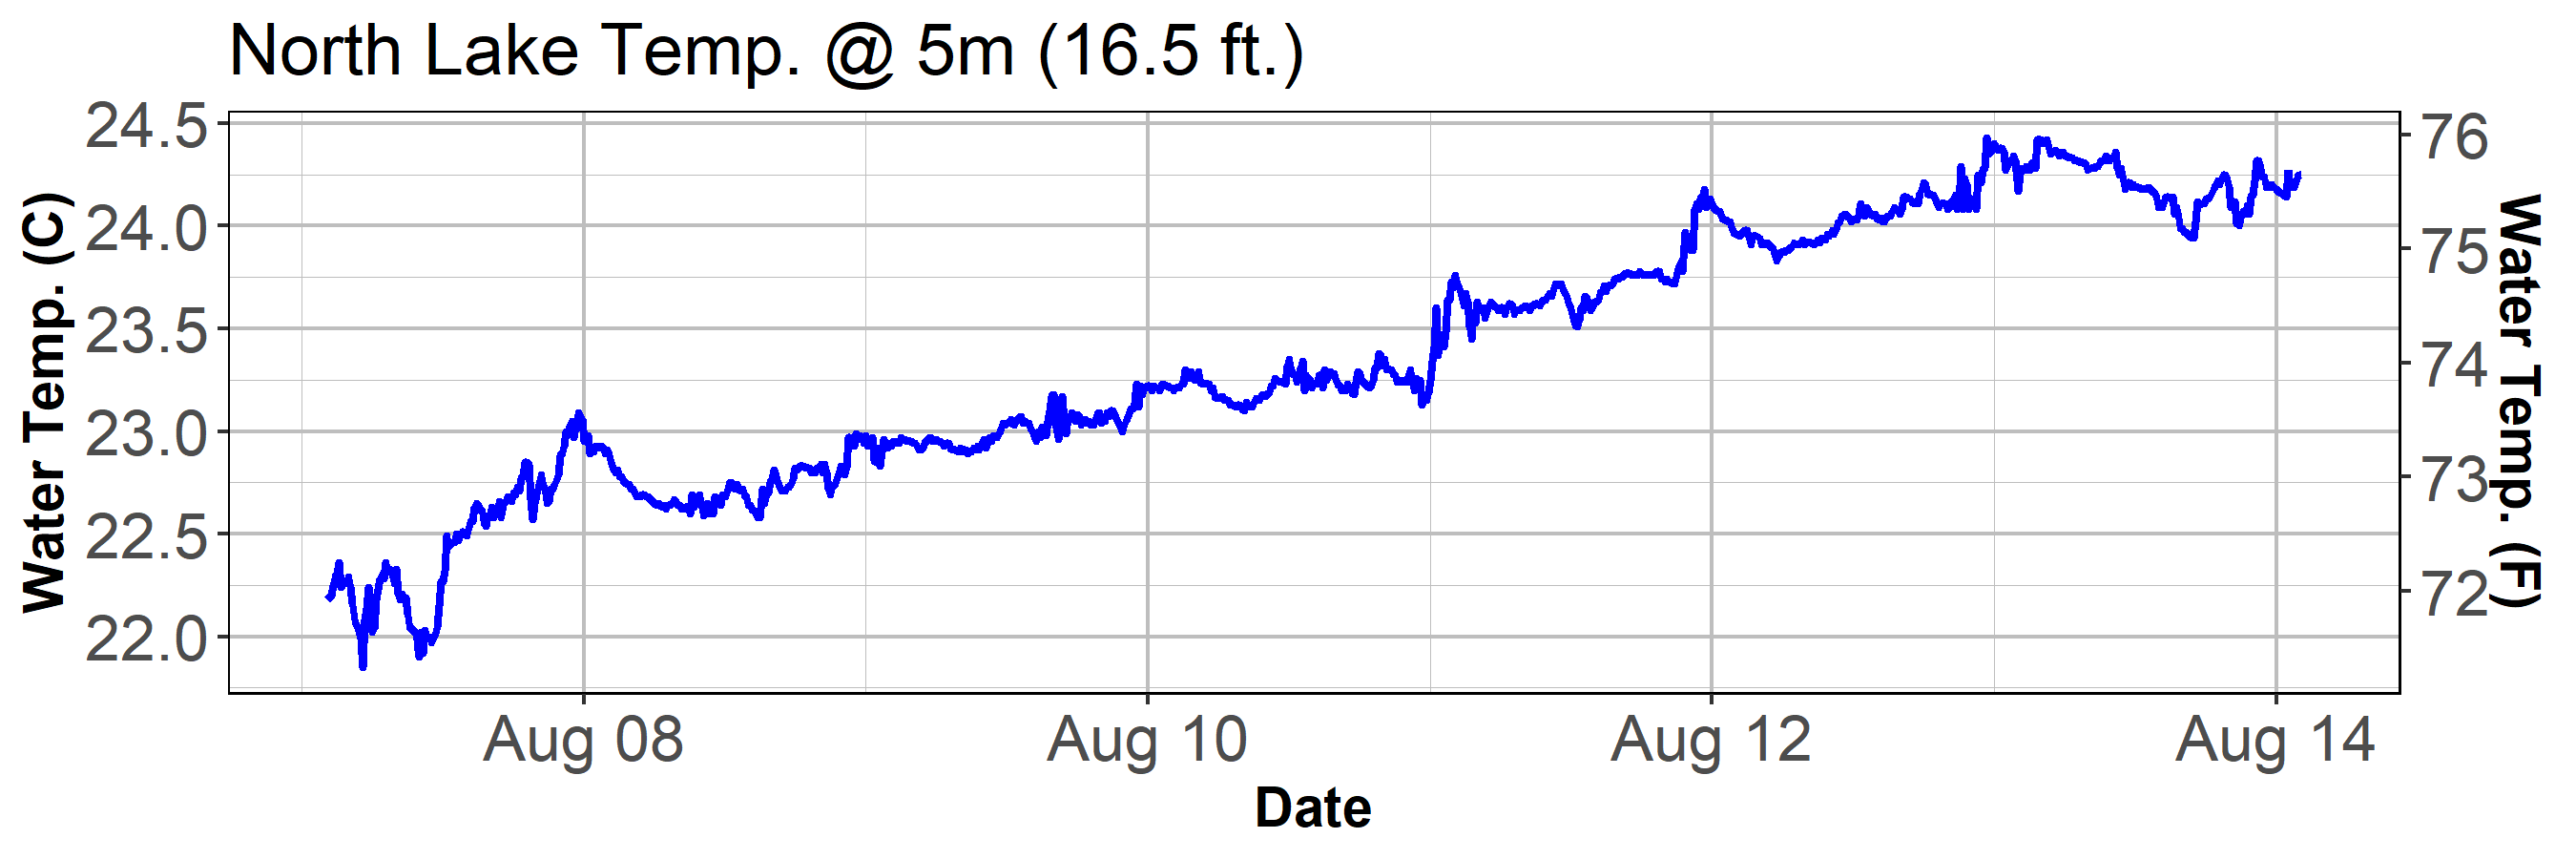 North Lake Temp. @ 5m (16.5 ft.)
Water Temp. (C)
24.5
24.0
23.5
23.0
22.5
22.0
76
75
74
73
72
Water Temp. (F)
Aug 08
Aug 10
Aug 12
Aug 14
Date